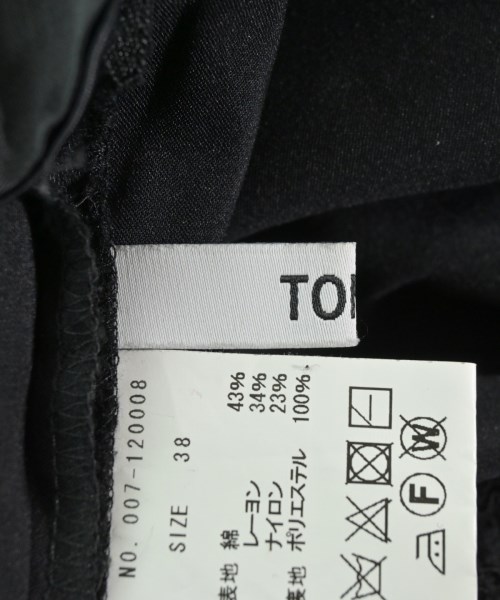 TO
NO. 007-120008
SIZE 38
表地 綿 43%
レーヨン 34%
ナイロン 23%
裏地 ポリエステル 100%
W
F